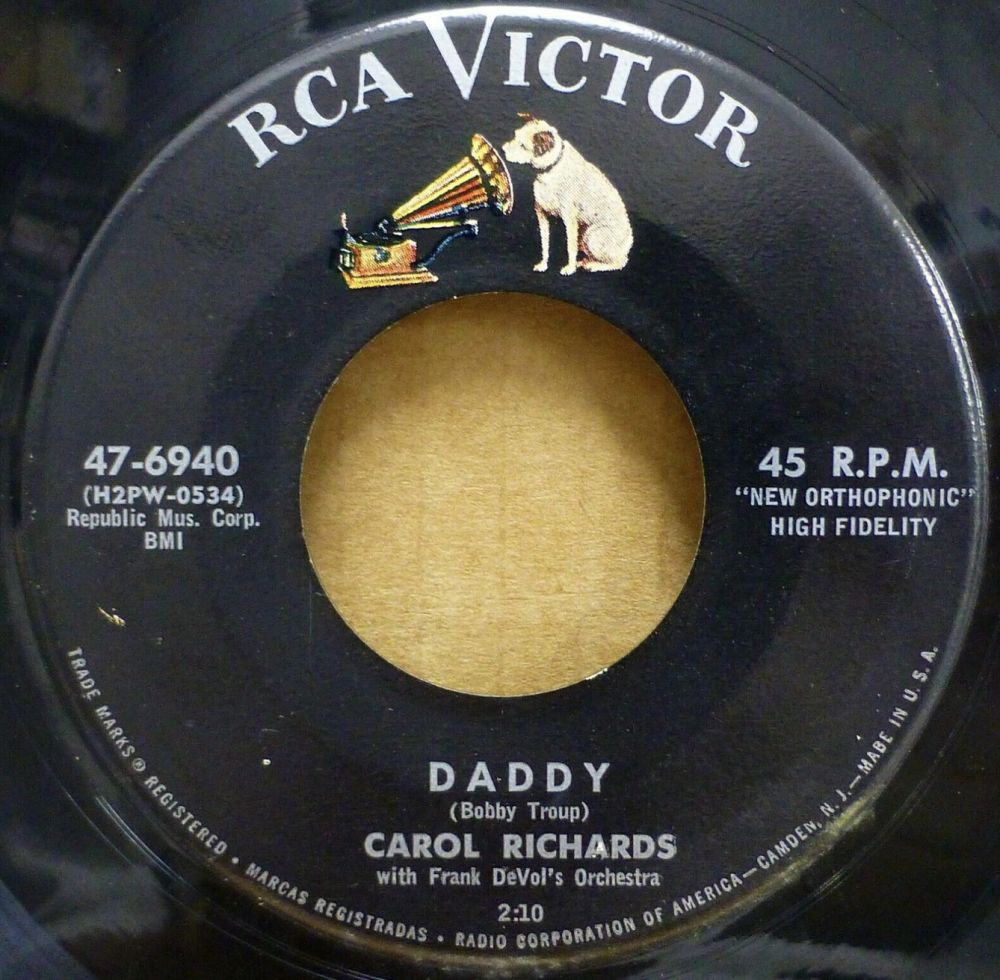 RCA VICTOR
47-6940
(H2PW-0534)
Republic Mus. Corp.
BMI
45 R.P.M.
"NEW ORTHOPHONIC"
HIGH FIDELITY
DADDY
(Bobby Troup)
CAROL RICHARDS
with Frank DeVol's Orchestra
2:10
TRADE MARKS ® REGISTERED • MARCAS REGISTRADAS • RADIO CORPORATION OF AMERICA—CAMDEN, N. J.—MADE IN U. S. A.